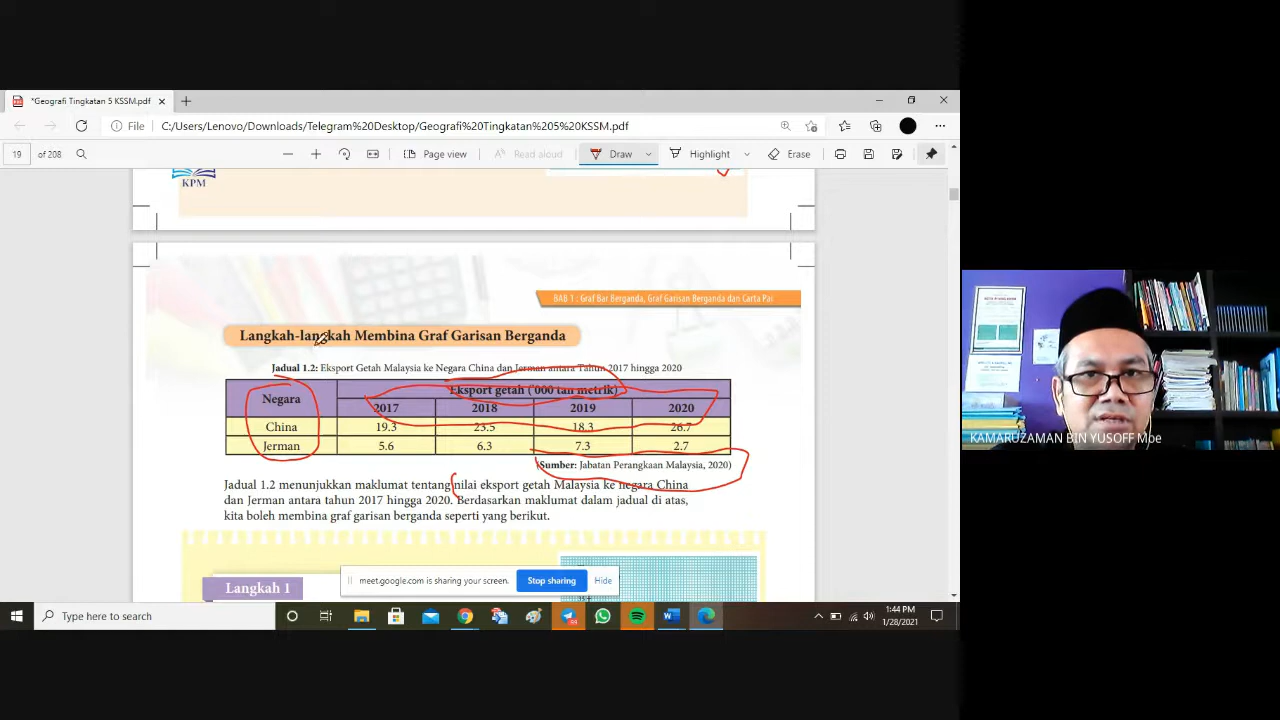 *Geografi Tingkatan 5 KSSM.pdf
File C:/Users/Lenovo/Downloads/Telegram%20Desktop/Geografi%20Tingkatan%205%20KSSM.pdf
19 of 208 Page view Read aloud Draw Highlight Erase
KPM
BAB 1 : Graf Bar Berganda, Graf Garisan Berganda dan Carta Pai
Langkah-langkah Membina Graf Garisan Berganda
Jadual 1.2: Eksport Getah Malaysia ke Negara China dan Jerman antara Tahun 2017 hingga 2020
Negara Eksport getah ('000 tan metrik)
2017 2018 2019 2020
China 19.3 23.5 18.3 26.7
Jerman 5.6 6.3 7.3 2.7
(Sumber: Jabatan Perangkaan Malaysia, 2020)
Jadual 1.2 menunjukkan maklumat tentang nilai eksport getah Malaysia ke negara China
dan Jerman antara tahun 2017 hingga 2020. Berdasarkan maklumat dalam jadual di atas,
kita boleh membina graf garisan berganda seperti yang berikut.
Langkah 1
meet.google.com is sharing your screen. Stop sharing Hide
Type here to search
1:44 PM
1/28/2021
KAMARUZAMAN BIN YUSOFF Moe